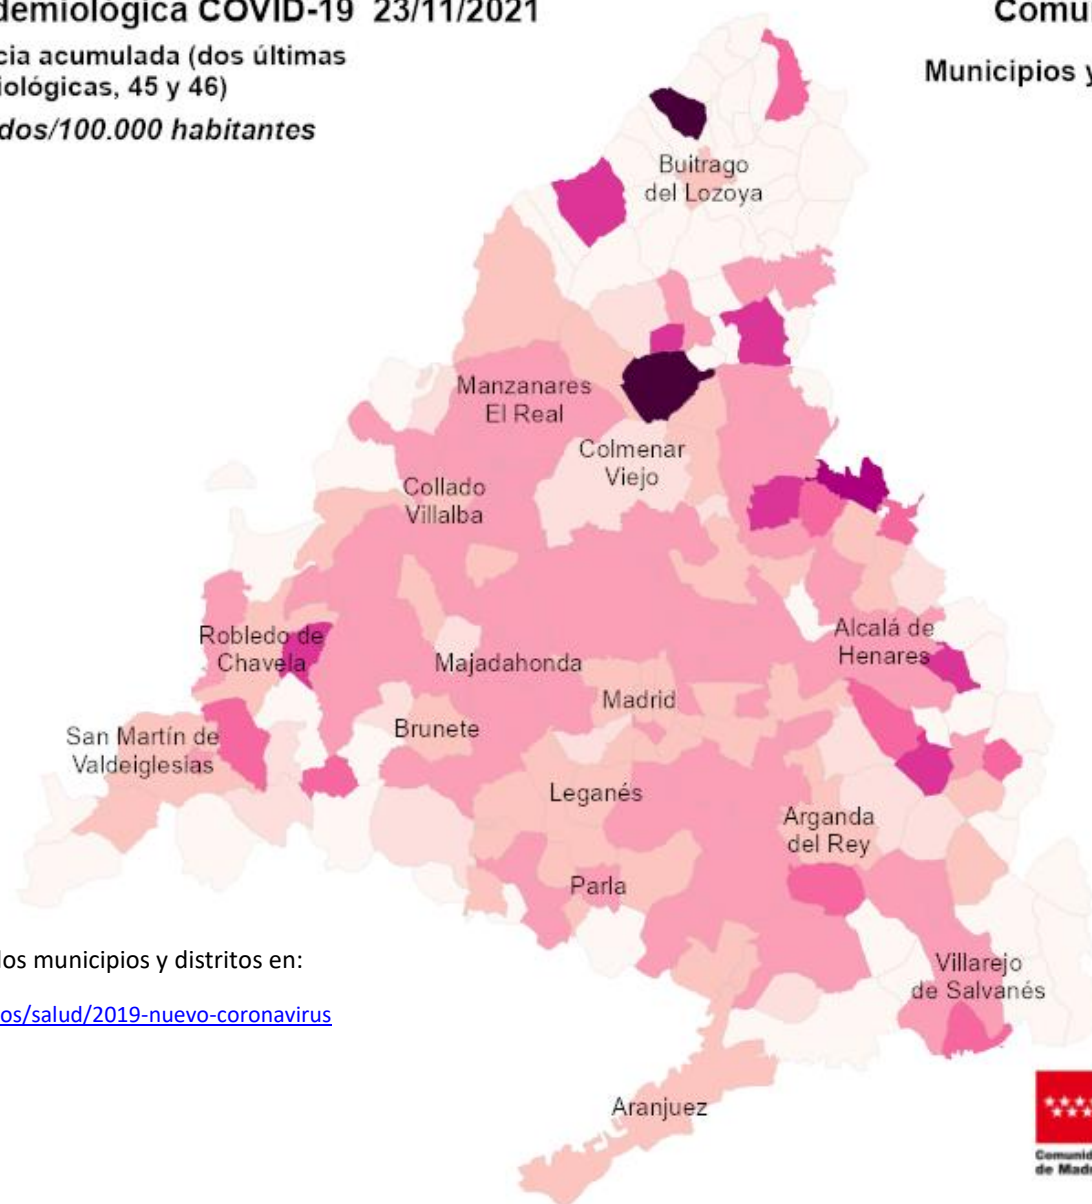 demiológica COVID-19 23/11/2021
Comu
cia acumulada (dos últimas
iológicas, 45 y 46)
Municipios y
dos/100.000 habitantes
Buitrago
del Lozoya
Manzanares
El Real
Colmenar
Viejo
Collado
Villalba
Robledo de
Chavela
Majadahonda
Alcalá de
Henares
Madrid
San Martín de
Valdeiglesias
Brunete
Leganés
Arganda
del Rey
Parla
los municipios y distritos en:
Villarejo
de Salvanés
os/salud/2019-nuevo-coronavirus
Aranjuez
Comunid
de Madr